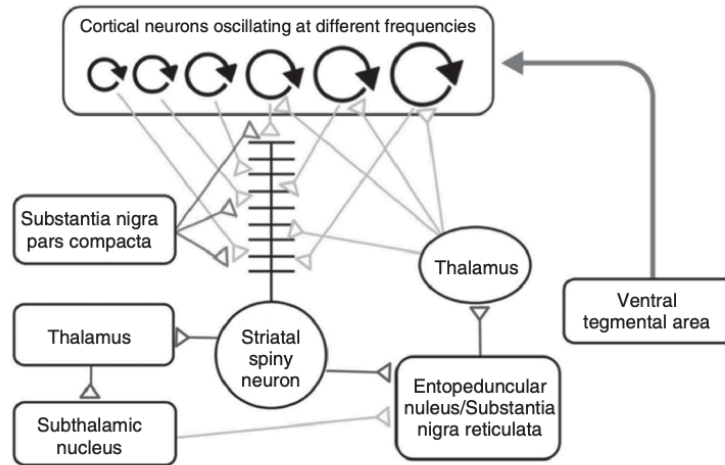 Cortical neurons oscillating at different frequencies
Substantia nigra
pars compacta
Thalamus
Ventral
tegmental area
Thalamus
Striatal
spiny
neuron
Entopeduncular
nuleus/Substantia
nigra reticulata
Subthalamic
nucleus